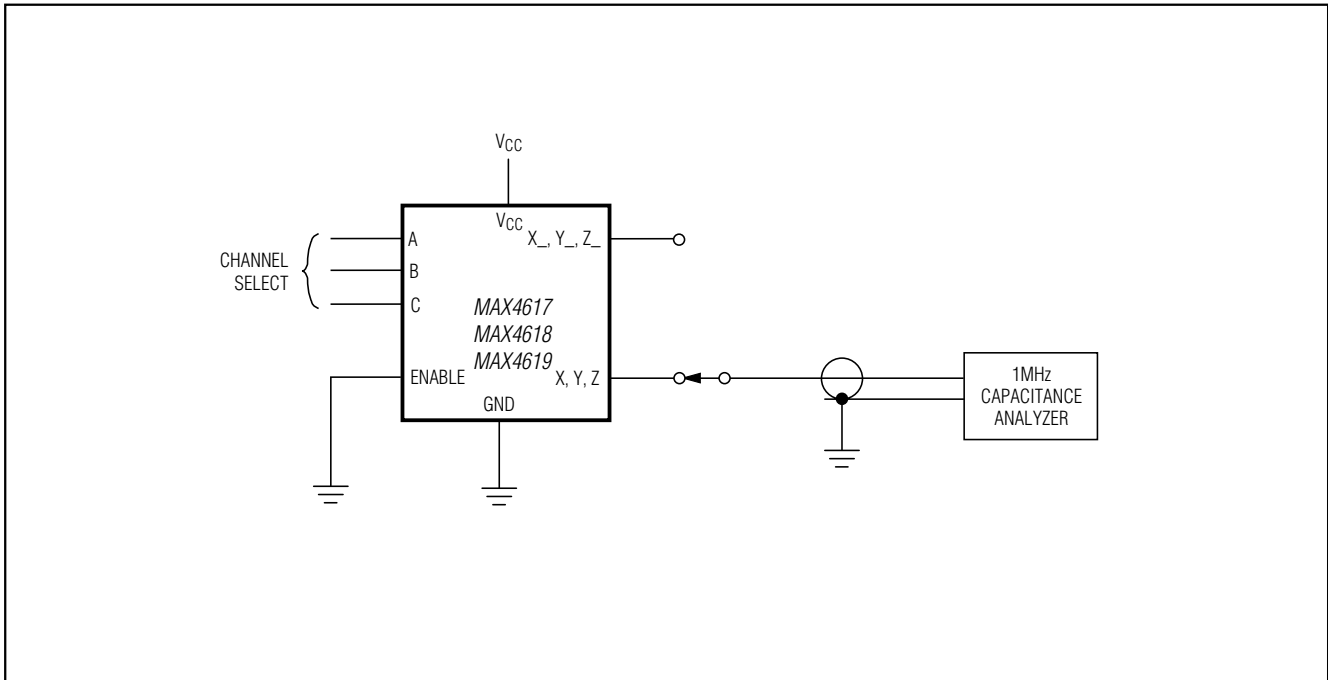 VCC
VCC
X_, Y_, Z_
A
CHANNEL
SELECT
B
C
MAX4617
MAX4618
MAX4619
ENABLE
X, Y, Z
GND
1MHz
CAPACITANCE
ANALYZER